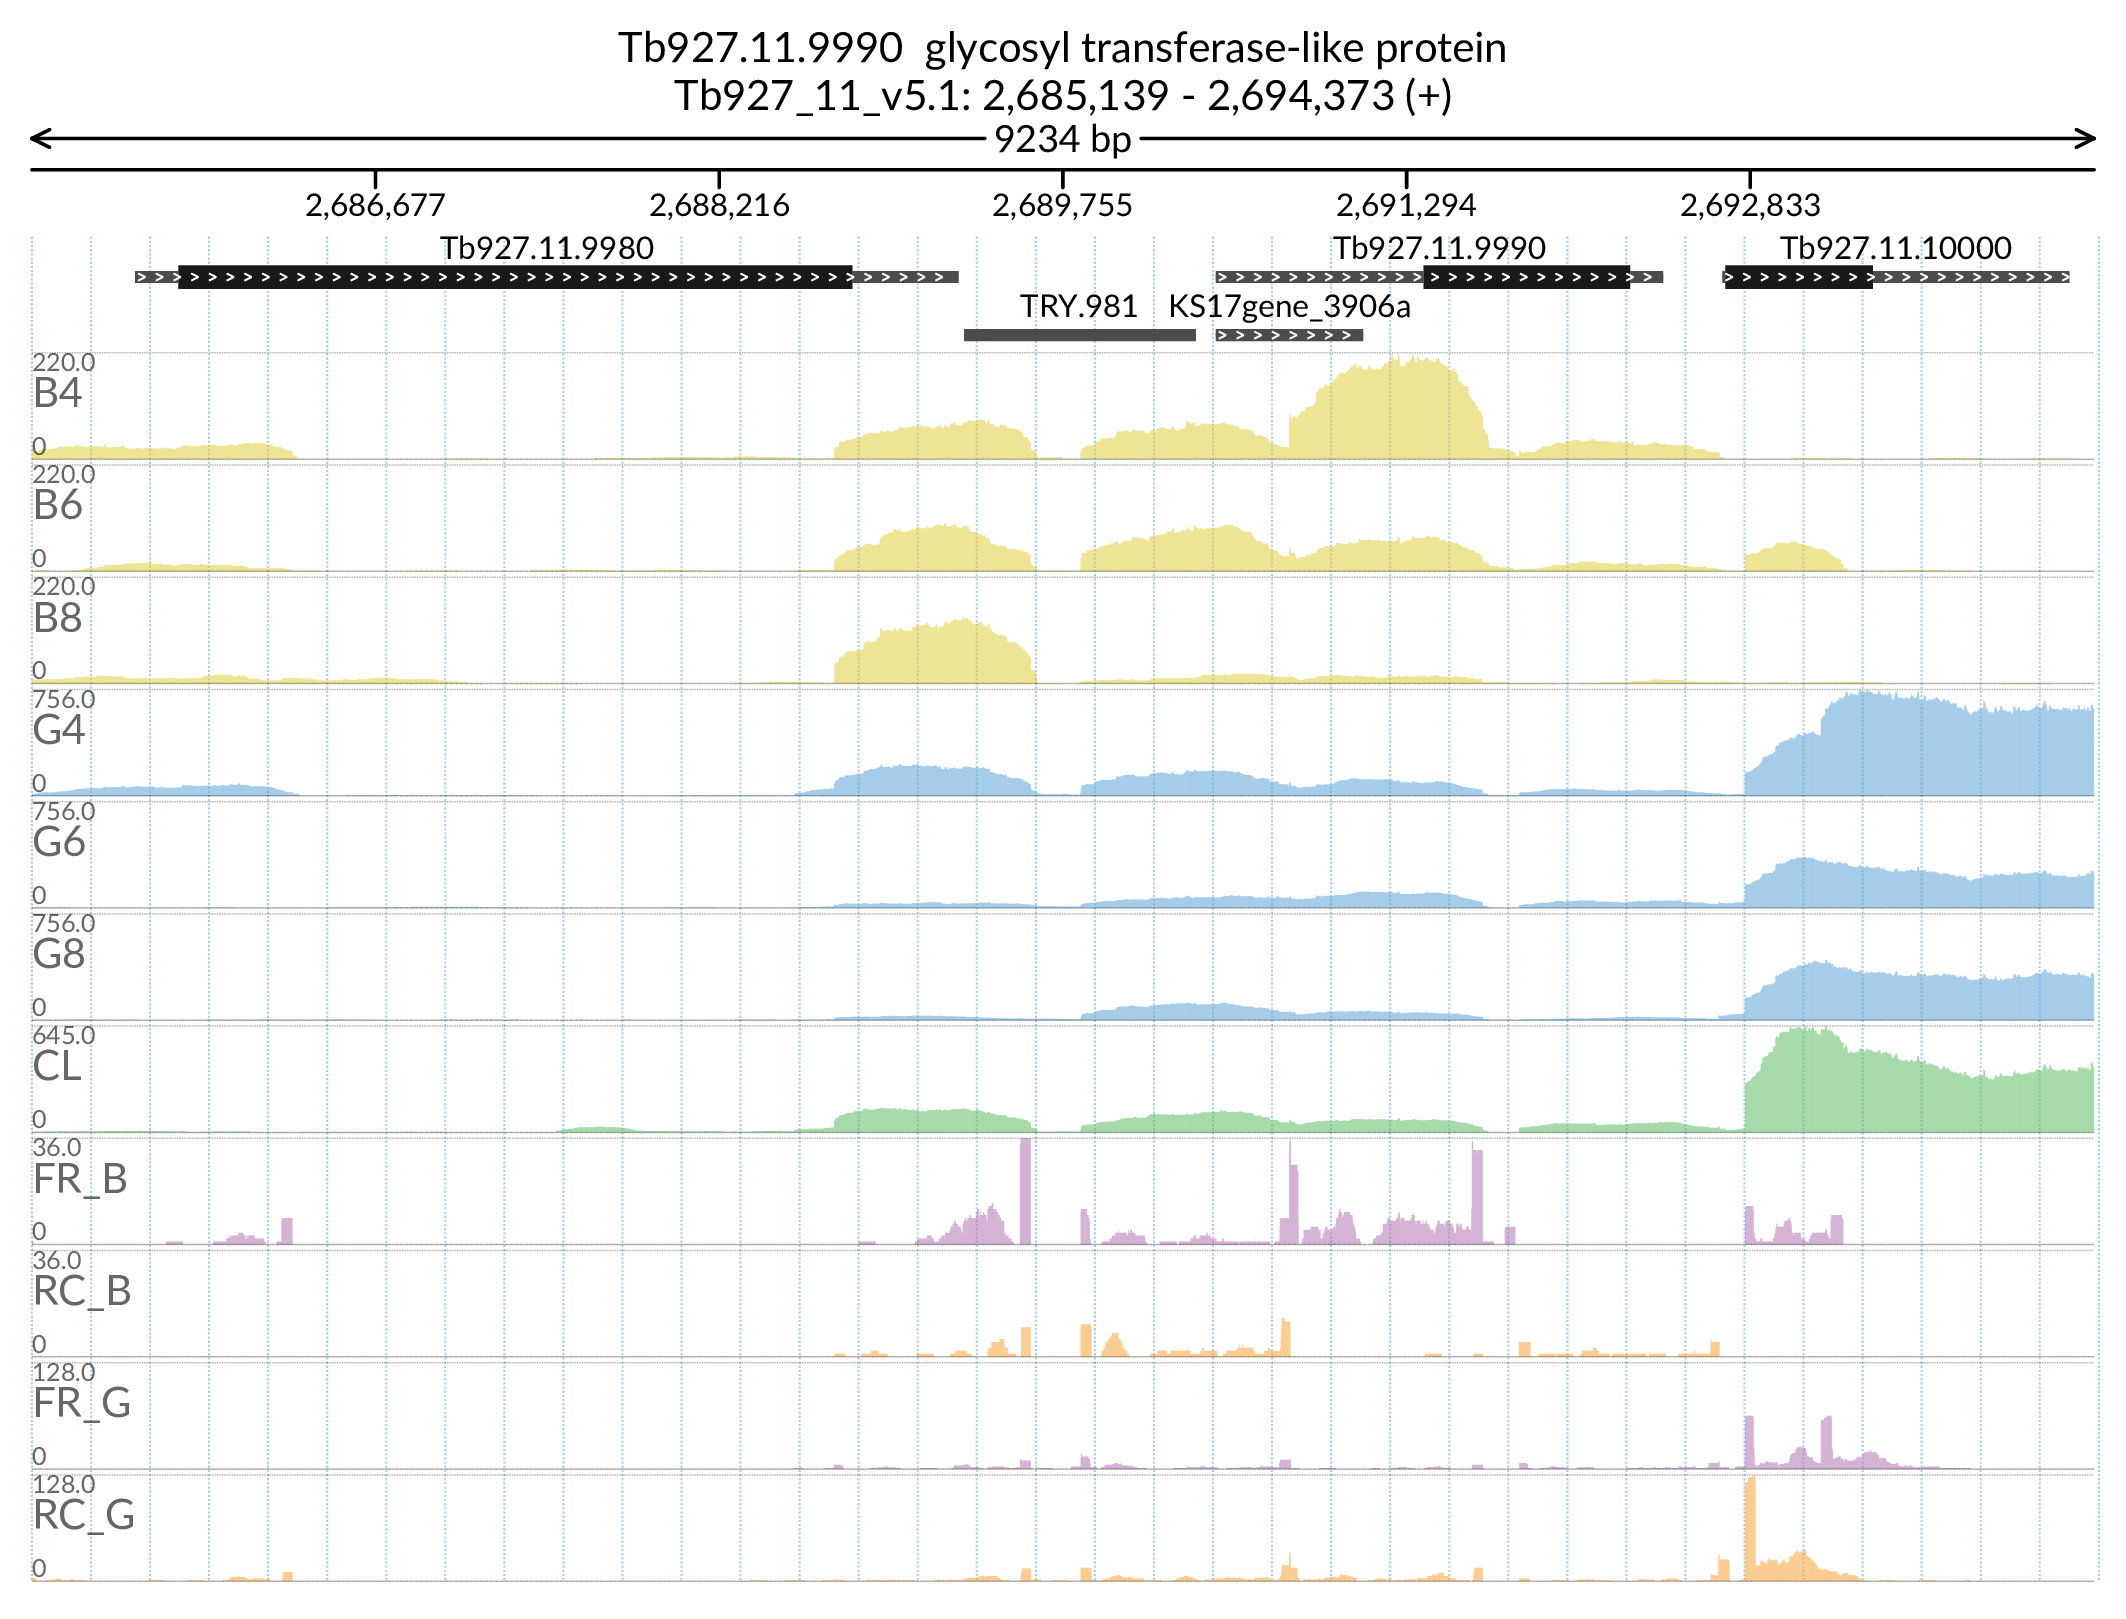 Tb927.11.9990  glycosyl transferase-like protein
Tb927_11_v5.1: 2,685,139 - 2,694,373 (+)
9234 bp
2,686,677 2,688,216 2,689,755 2,691,294 2,692,833
Tb927.11.9980 Tb927.11.9990 Tb927.11.10000
TRY.981 KS17gene_3906a
220.0
B4
0
220.0
B6
0
220.0
B8
0
756.0
G4
0
756.0
G6
0
756.0
G8
0
645.0
CL
0
36.0
FR_B
0
36.0
RC_B
0
128.0
FR_G
0
128.0
RC_G
0